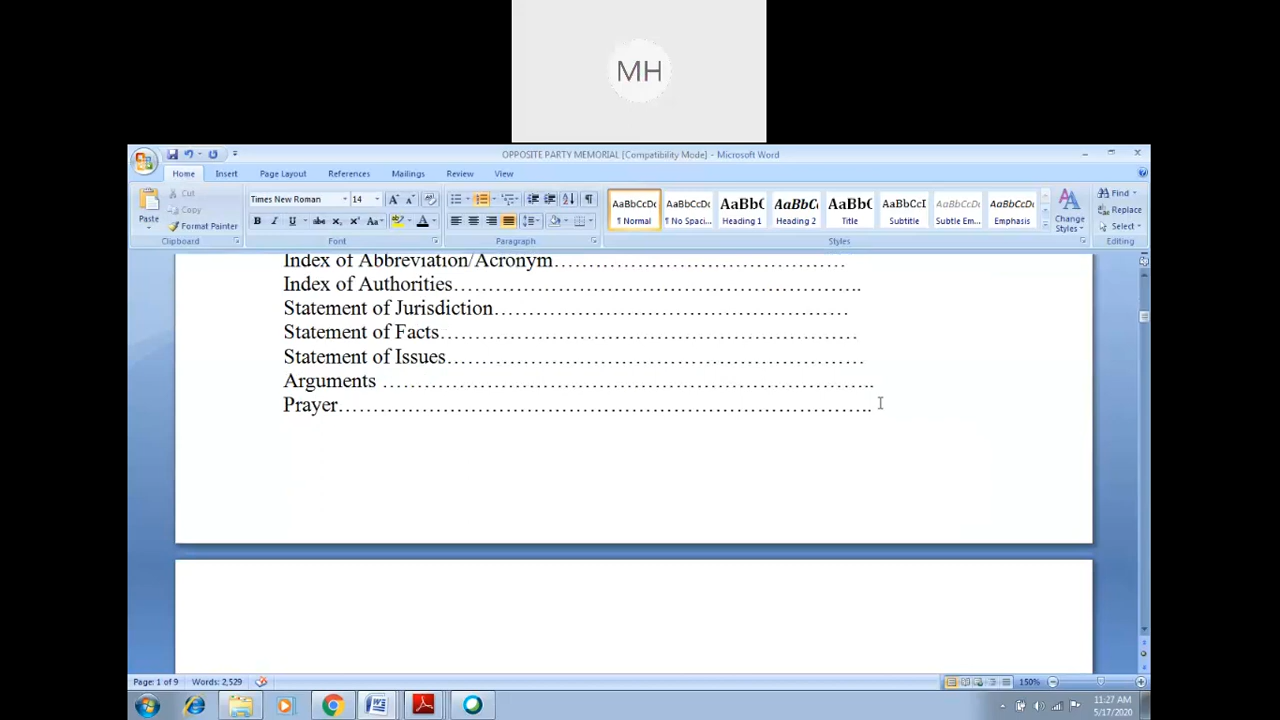 MH
OPPOSITE PARTY MEMORIAL [Compatibility Mode] - Microsoft Word
Home Insert Page Layout References Mailings Review View
Paste
Cut
Copy
Format Painter
Clipboard
Times New Roman 14
Font
Paragraph
AaBbCcDc AaBbCcDc AaBbC AaBbCc AaBbC AaBbCcI AaBbCcDc AaBbCcDc
¶ Normal ¶ No Spaci... Heading 1 Heading 2 Title Subtitle Subtle Em... Emphasis
Styles
Change Styles
Find
Replace
Select
Editing
Index of Abbreviation/Acronym……………………………………
Index of Authorities…………………………………………………..
Statement of Jurisdiction……………………………………………
Statement of Facts……………………………………………………
Statement of Issues……………………………………………………
Arguments ……………………………………………………………..
Prayer…………………………………………………………………..
Page: 1 of 9 Words: 2,529 150%
11:27 AM
5/17/2020